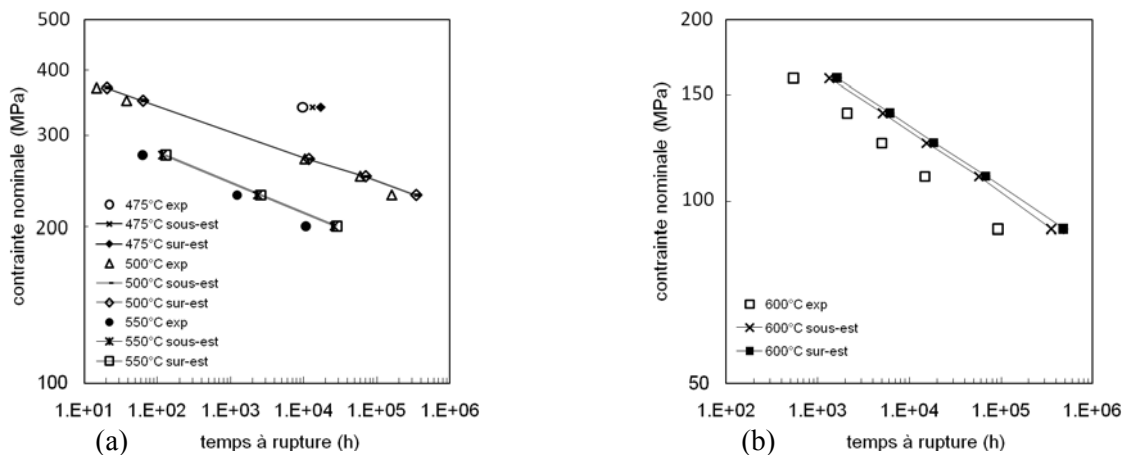 500
400
300
200
100
contrainte nominale (MPa)
475°C exp
475°C sous-est
475°C sur-est
500°C exp
500°C sous-est
500°C sur-est
550°C exp
550°C sous-est
550°C sur-est
1.E+01 1.E+02 1.E+03 1.E+04 1.E+05 1.E+06
temps à rupture (h)
(a)
200
150
100
50
contrainte nominale (MPa)
600°C exp
600°C sous-est
600°C sur-est
1.E+02 1.E+03 1.E+04 1.E+05 1.E+06
temps à rupture (h)
(b)